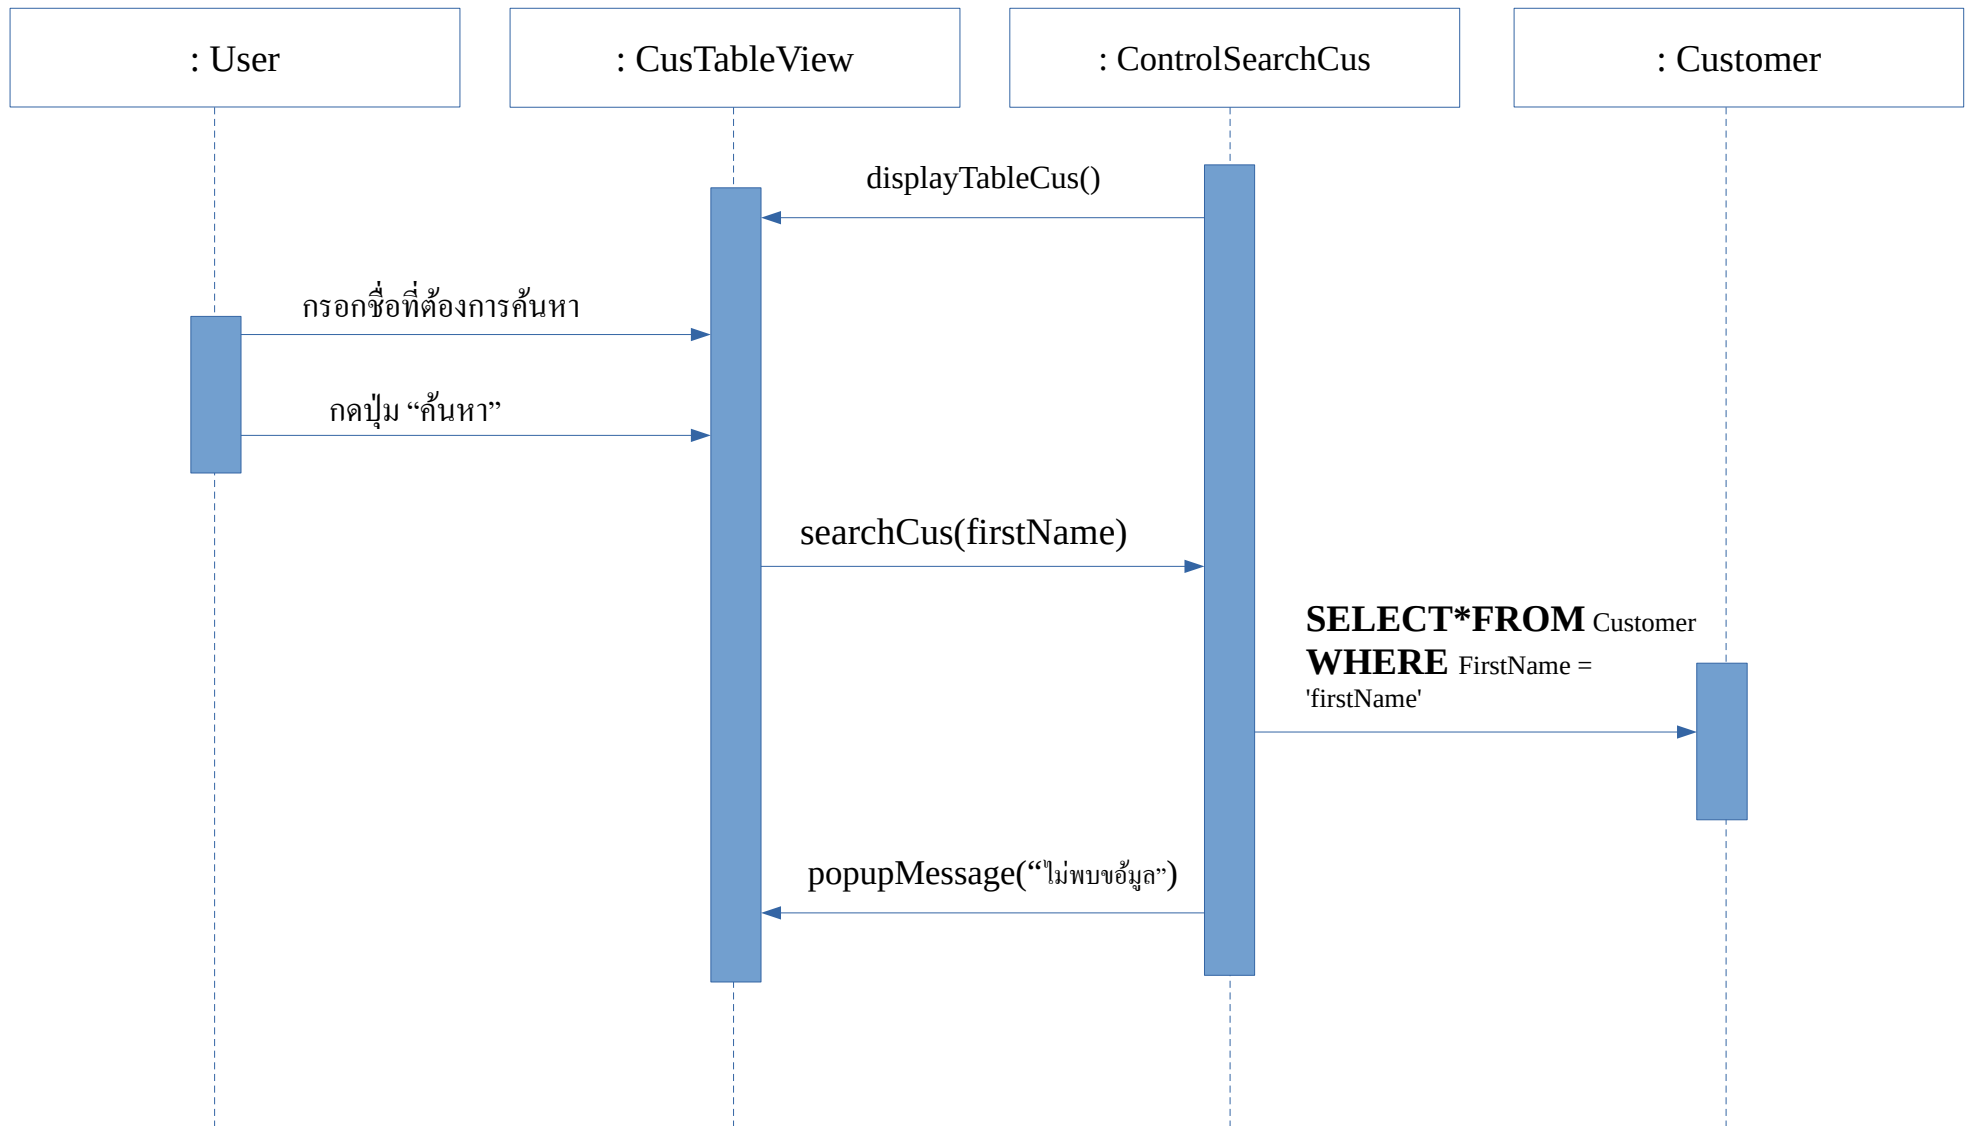 : User
: CusTableView
: ControlSearchCus
: Customer
displayTableCus()
กรอกชื่อที่ต้องการค้นหา
กดปุ่ม “ค้นหา”
searchCus(firstName)
SELECT*FROM Customer
WHERE FirstName =
'firstName'
popupMessage(“ไม่พบขอ้มูล”)